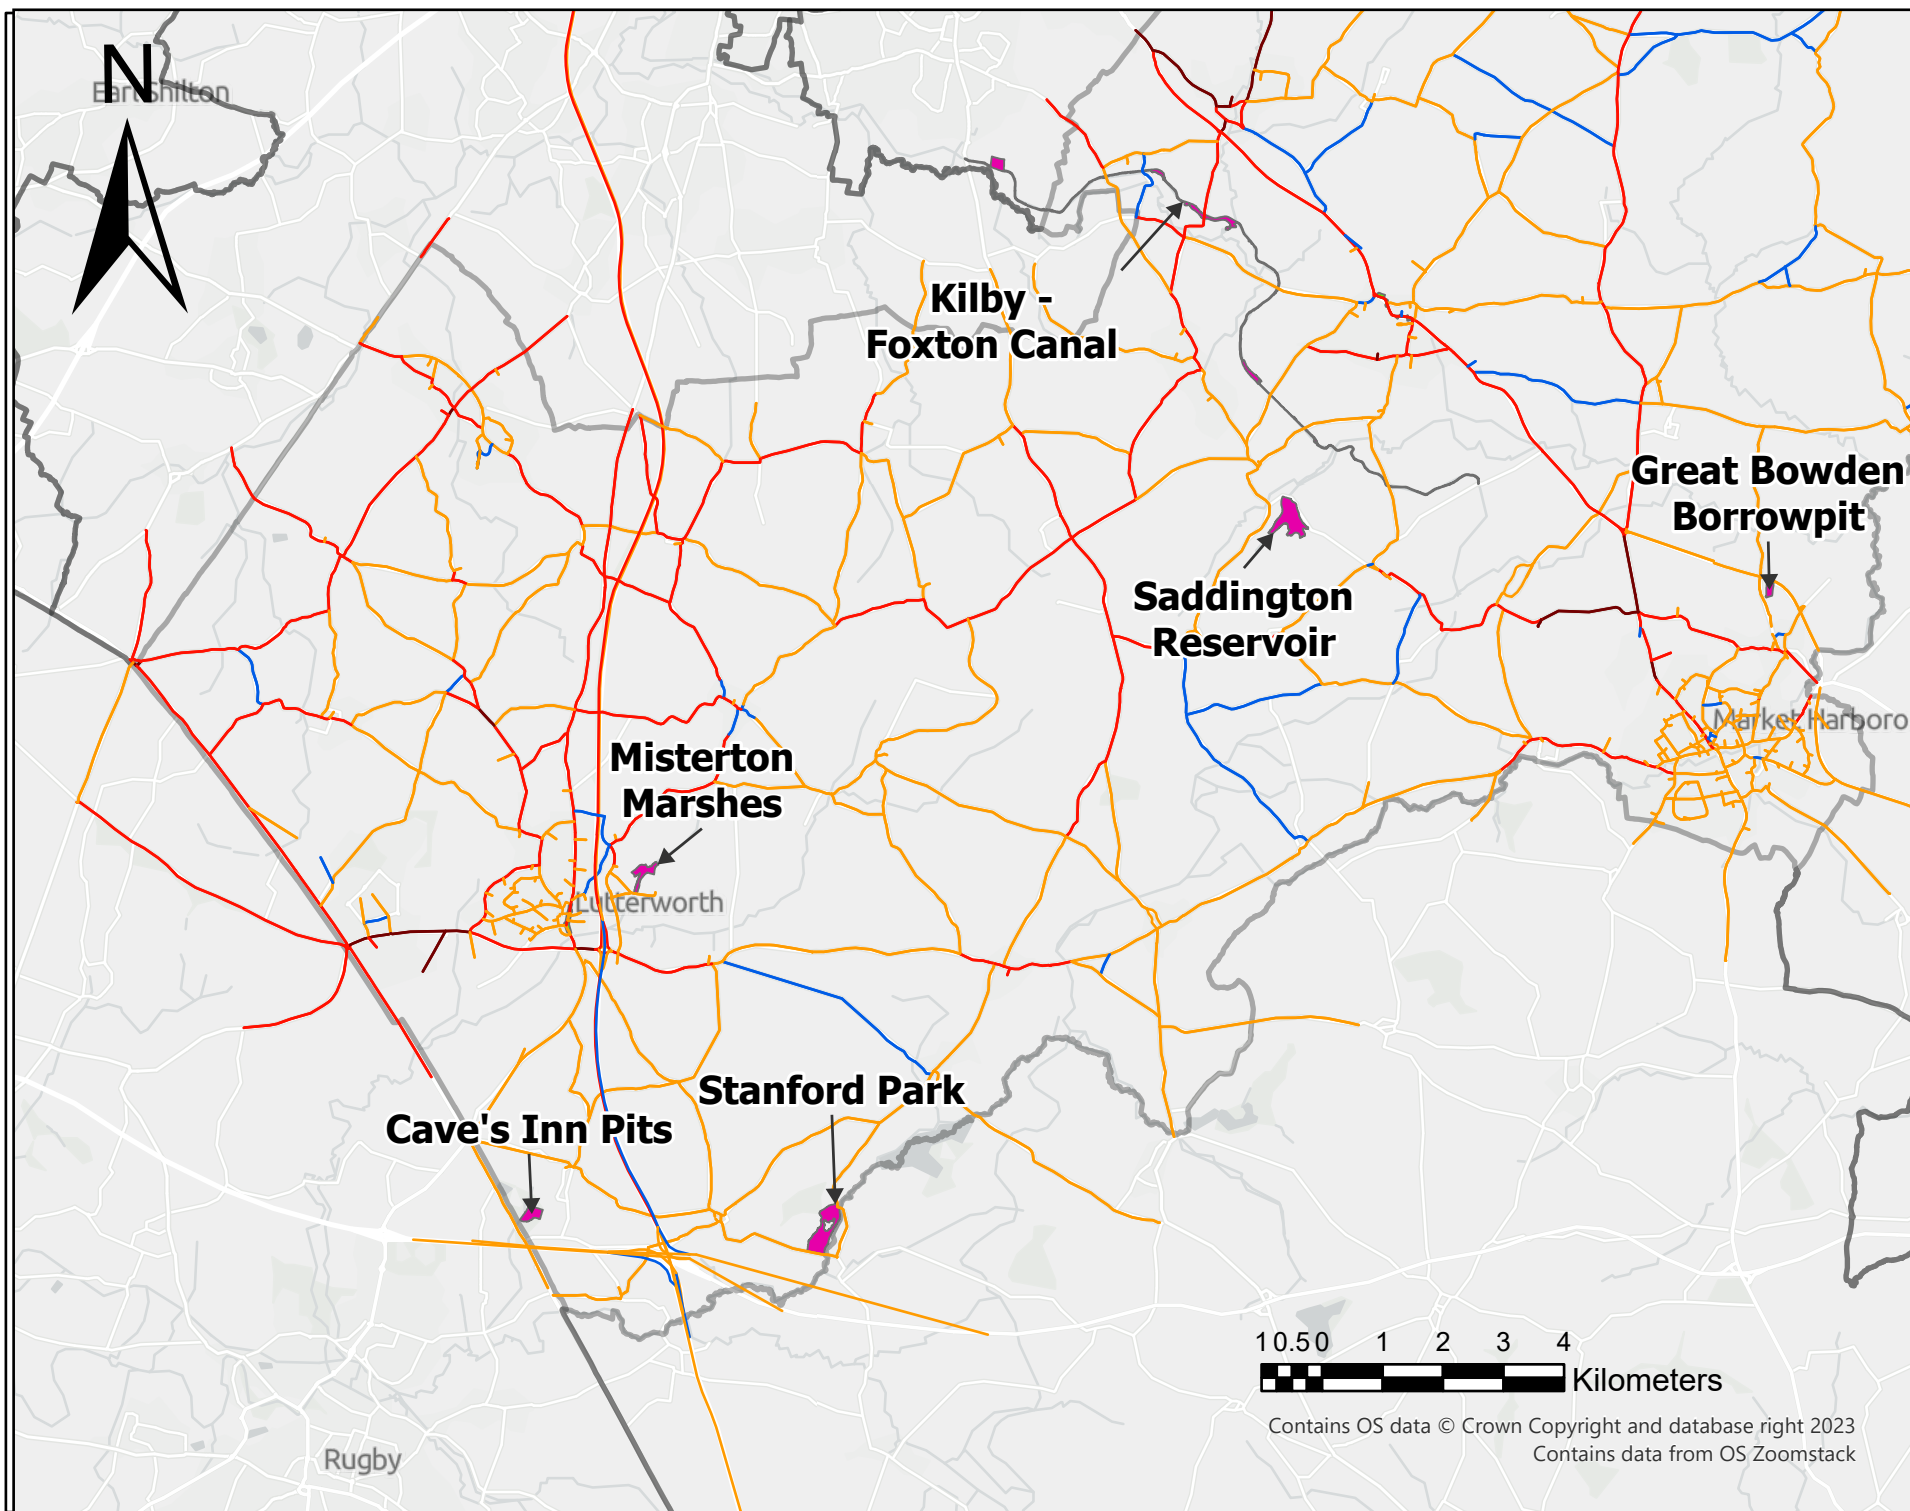 N
Earl Shilton
Kilby -
Foxton Canal
Great Bowden
Borrowpit
Saddington
Reservoir
Market Harboro
Misterton
Marshes
Lutterworth
Stanford Park
Cave's Inn Pits
1 0.5 0 1 2 3 4
Kilometers
Contains OS data © Crown Copyright and database right 2023
Contains data from OS Zoomstack
Rugby